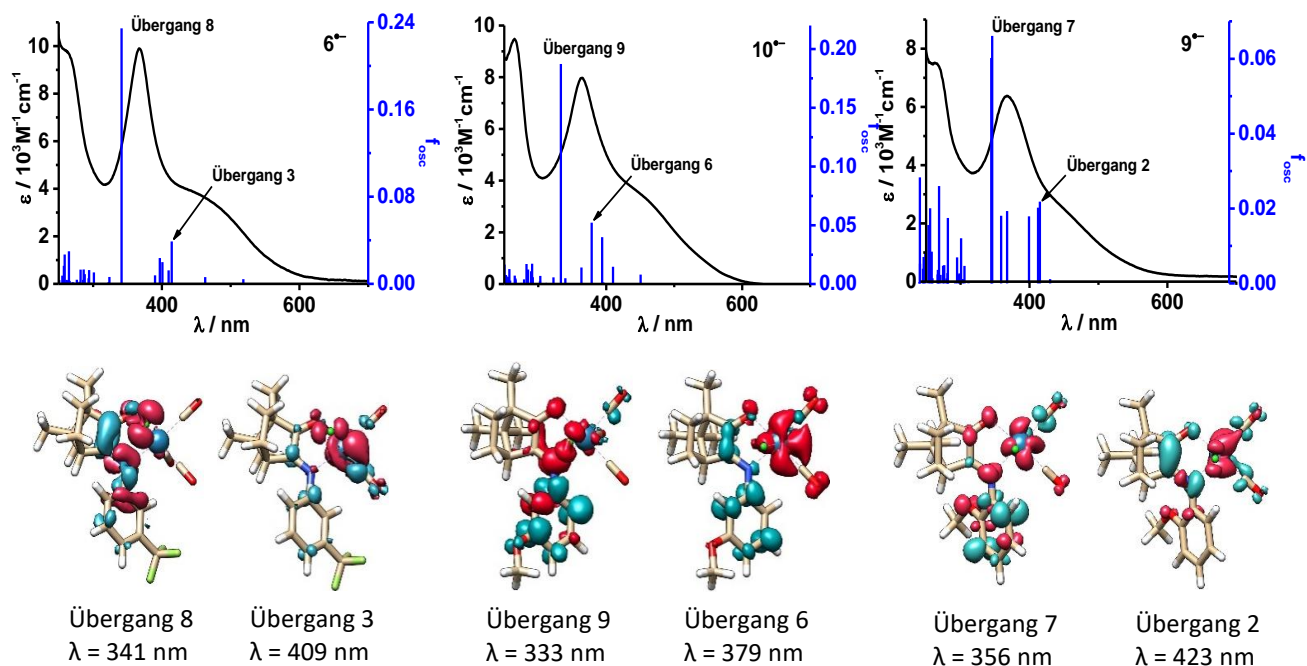 Übergang 8
6•−
ε / 10³M⁻¹cm⁻¹
10
8
6
4
2
0
0.24
0.18
0.12
0.06
0.00
fosc
Übergang 3
400
600
λ / nm
Übergang 9
10•−
ε / 10³M⁻¹cm⁻¹
10
8
6
4
2
0
0.20
0.15
0.10
0.05
0.00
fosc
Übergang 6
400
600
λ / nm
Übergang 7
9•−
ε / 10³M⁻¹cm⁻¹
8
6
4
2
0
0.06
0.04
0.02
0.00
fosc
Übergang 2
400
600
λ / nm
Übergang 8
λ = 341 nm
Übergang 3
λ = 409 nm
Übergang 9
λ = 333 nm
Übergang 6
λ = 379 nm
Übergang 7
λ = 356 nm
Übergang 2
λ = 423 nm